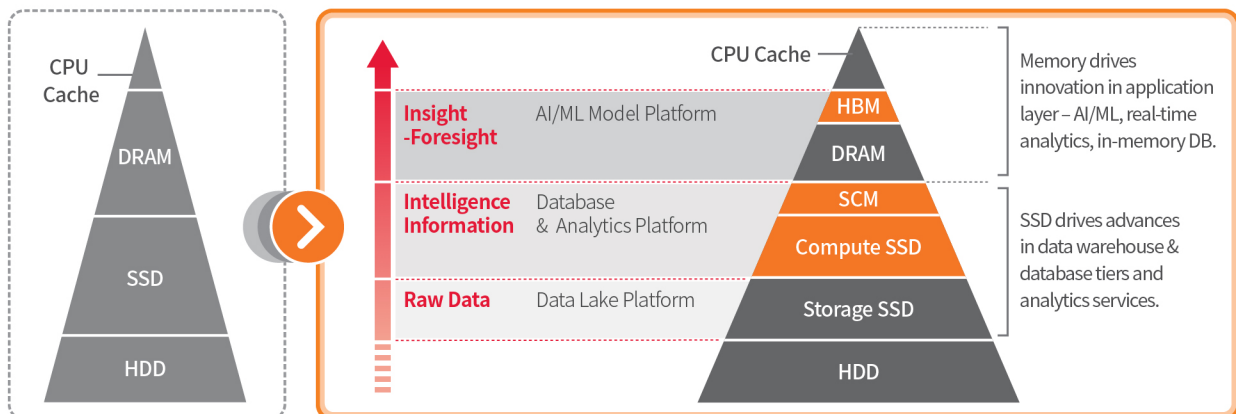 CPU
Cache
DRAM
SSD
HDD
Insight
-Foresight
AI/ML Model Platform
Intelligence
Information
Database
& Analytics Platform
Raw Data
Data Lake Platform
CPU Cache
HBM
DRAM
SCM
Compute SSD
Storage SSD
HDD
Memory drives
innovation in application
layer – AI/ML, real-time
analytics, in-memory DB.
SSD drives advances
in data warehouse &
database tiers and
analytics services.